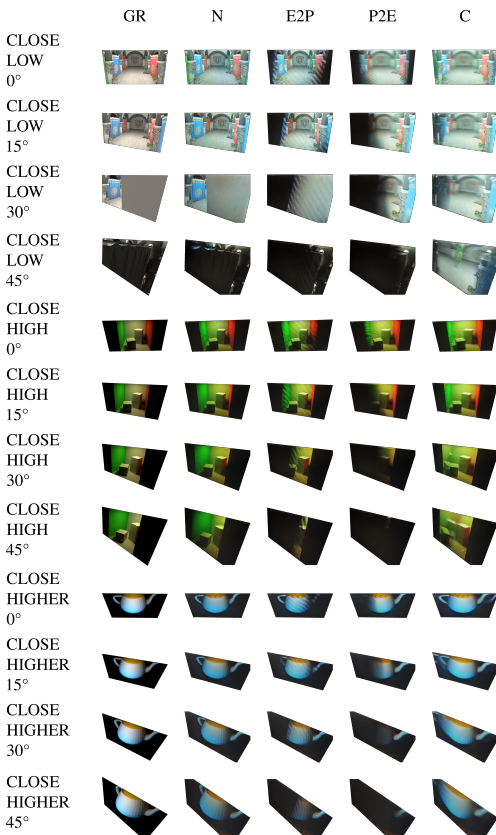 GR N E2P P2E C
CLOSE
LOW
0°
CLOSE
LOW
15°
CLOSE
LOW
30°
CLOSE
LOW
45°
CLOSE
HIGH
0°
CLOSE
HIGH
15°
CLOSE
HIGH
30°
CLOSE
HIGH
45°
CLOSE
HIGHER
0°
CLOSE
HIGHER
15°
CLOSE
HIGHER
30°
CLOSE
HIGHER
45°